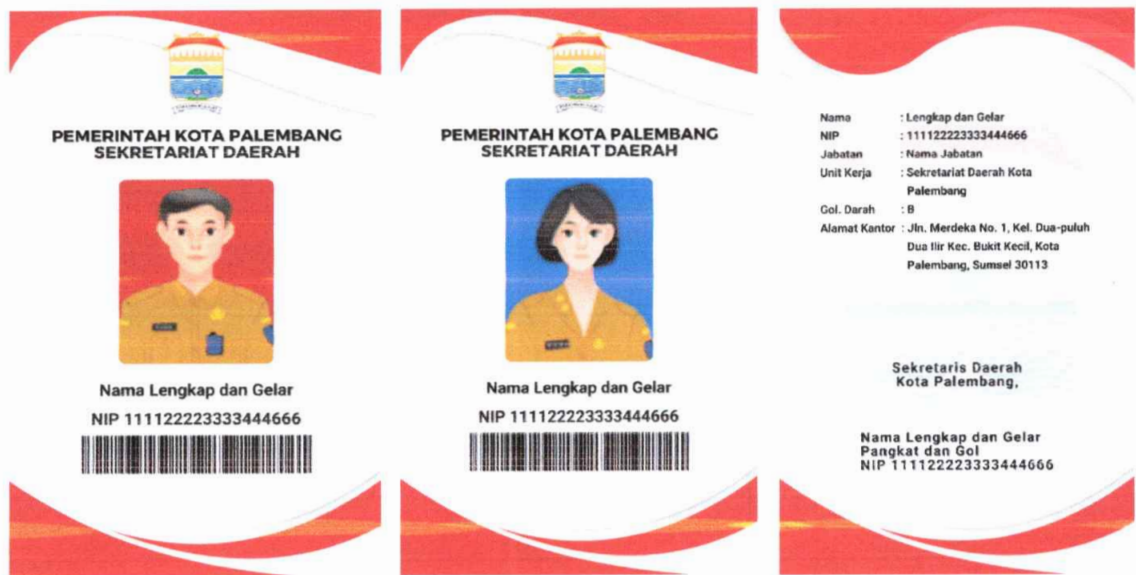 PEMERINTAH KOTA PALEMBANG
SEKRETARIAT DAERAH
Nama Lengkap dan Gelar
NIP 111122223333444666
PEMERINTAH KOTA PALEMBANG
SEKRETARIAT DAERAH
Nama Lengkap dan Gelar
NIP 111122223333444666
Nama : Lengkap dan Gelar
NIP : 111122223333444666
Jabatan : Nama Jabatan
Unit Kerja : Sekretariat Daerah Kota
Palembang
Gol. Darah : B
Alamat Kantor : Jln. Merdeka No. 1, Kel. Dua-puluh
Dua Ilir Kec. Bukit Kecil, Kota
Palembang, Sumsel 30113
Sekretaris Daerah
Kota Palembang,
Nama Lengkap dan Gelar
Pangkat dan Gol
NIP 111122223333444666